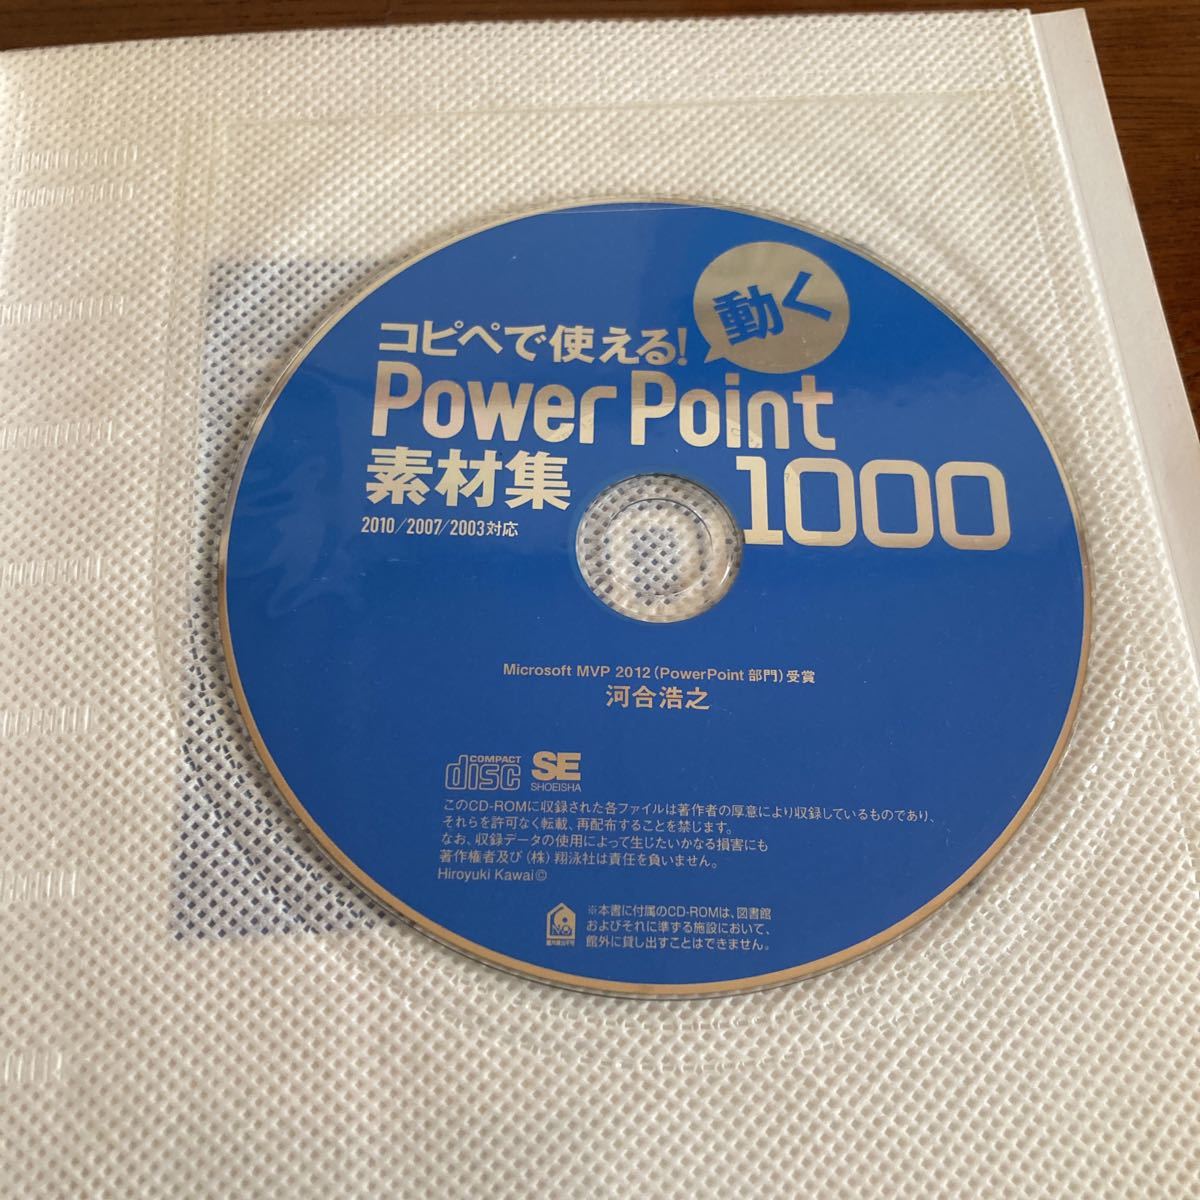 コピペで使える!
動く
PowerPoint
素材集
1000
2010/2007/2003対応
Microsoft MVP 2012(PowerPoint 部門)受賞
河合浩之
COMPACT
disc
SE
SHOEISHA
このCD-ROMに収録された各ファイルは著作者の厚意により収録しているものであり、
それらを許可なく転載、再配布することを禁じます。
なお、収録データの使用によって生じたいかなる損害にも
著作権者及び(株)翔泳社は責任を負いません。
Hiroyuki Kawai©
NO
館外貸出不可
※本書に付属のCD-ROMは、図書館
およびそれに準ずる施設において、
館外に貸し出すことはできません。